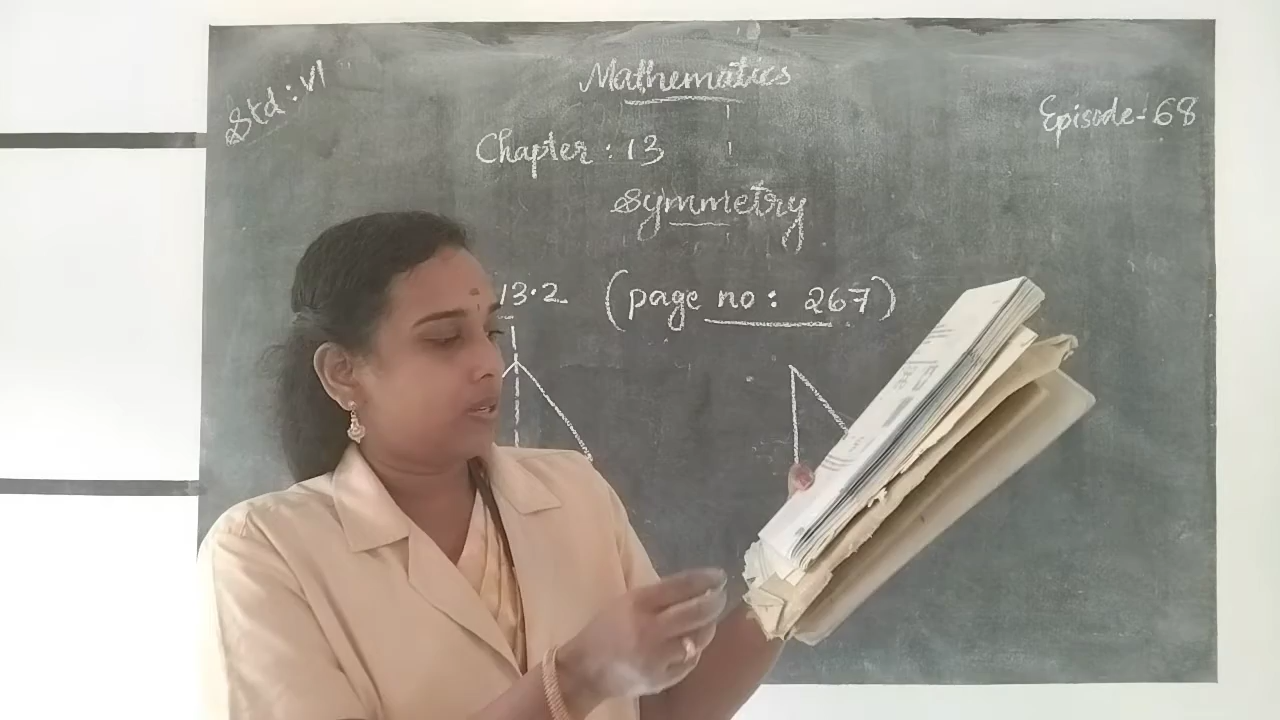 Mathematics
Std : VI
Episode - 68
Chapter : 13
Symmetry
13.2 (page no : 267)